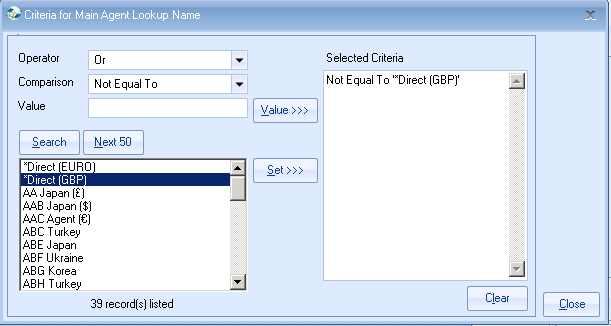 Criteria for Main Agent Lookup Name
Operator
Or
Comparison
Not Equal To
Value
Value >>>
Search
Next 50
*Direct (EURO)
*Direct (GBP)
AA Japan (£)
AAB Japan ($)
AAC Agent (€)
ABC Turkey
ABE Japan
ABF Ukraine
ABG Korea
ABH Turkey
39 record(s) listed
Set >>>
Selected Criteria
Not Equal To '*Direct (GBP)'
Clear
Close